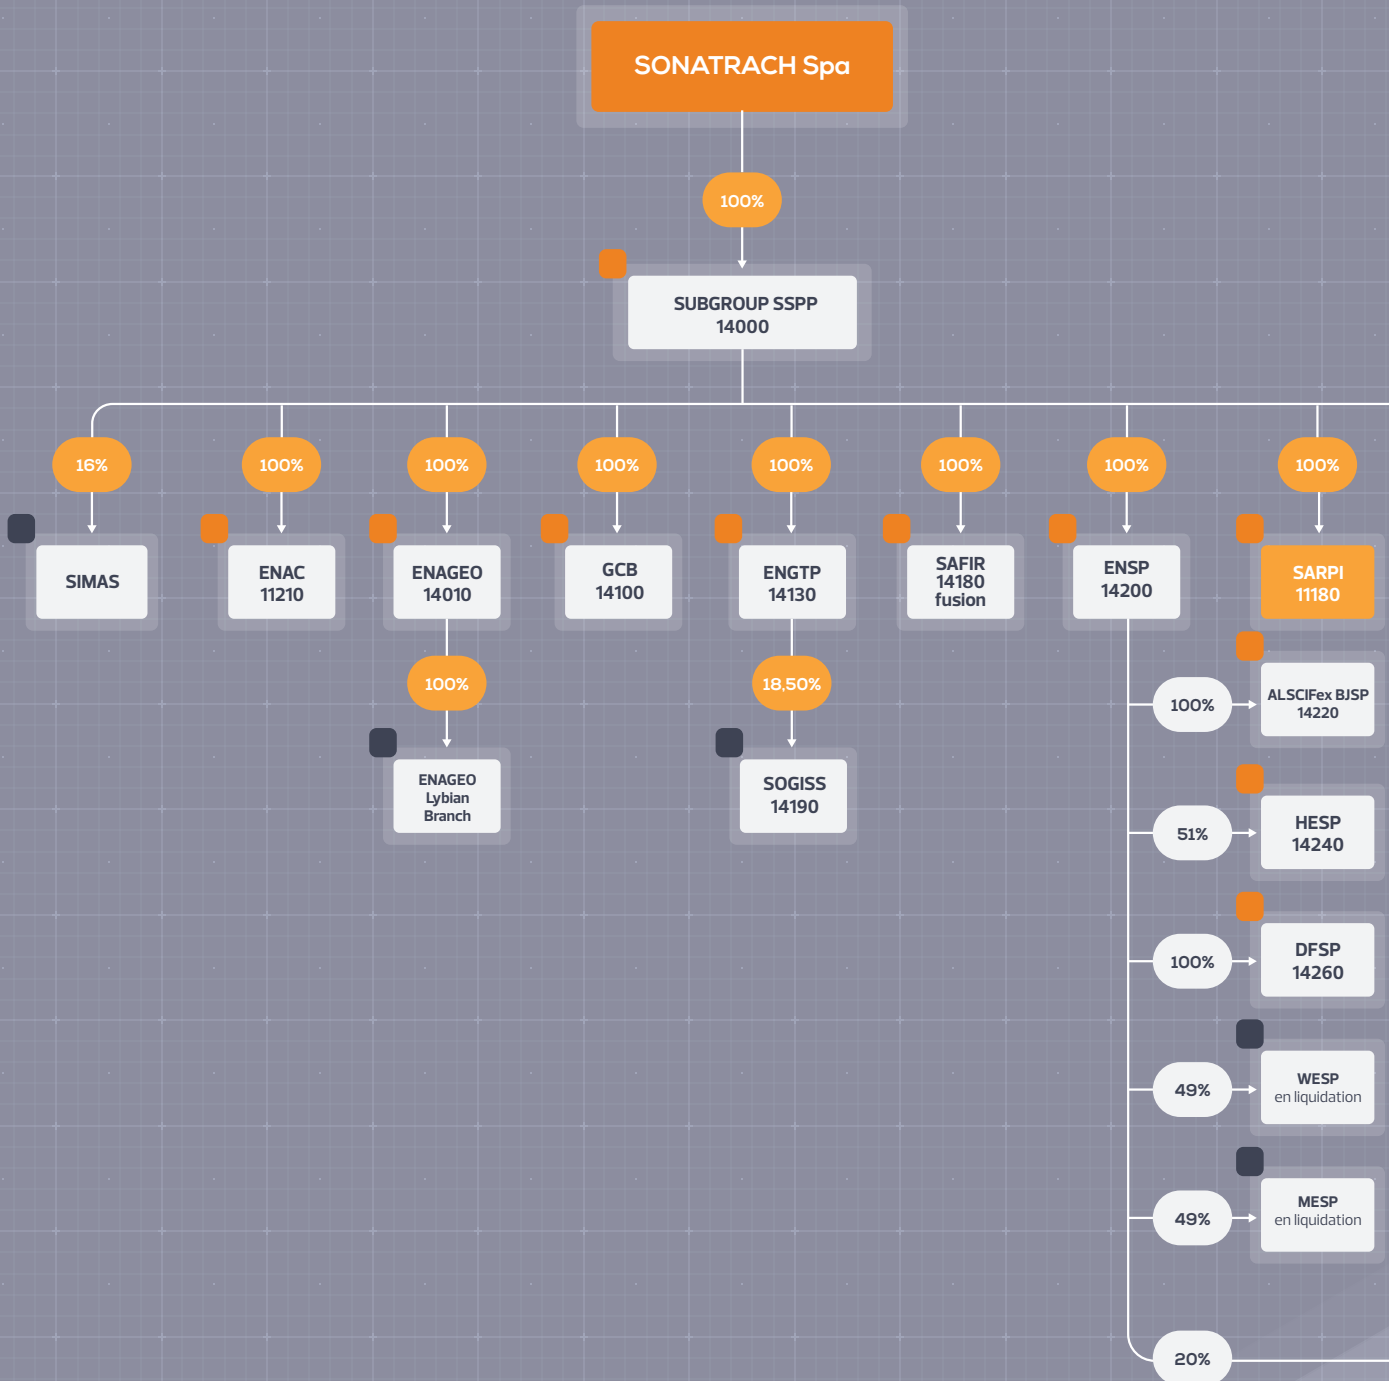 SONATRACH Spa
100%
SUBGROUP SSPP
14000
16%
100%
100%
100%
100%
100%
100%
100%
SIMAS
ENAC
11210
ENAGEO
14010
GCB
14100
ENGTP
14130
SAFIR
14180
fusion
ENSP
14200
SARPI
11180
100%
ENAGEO
Lybian
Branch
18,50%
SOGISS
14190
100%
ALSCIFex BJSP
14220
51%
HESP
14240
100%
DFSP
14260
49%
WESP
en liquidation
49%
MESP
en liquidation
20%